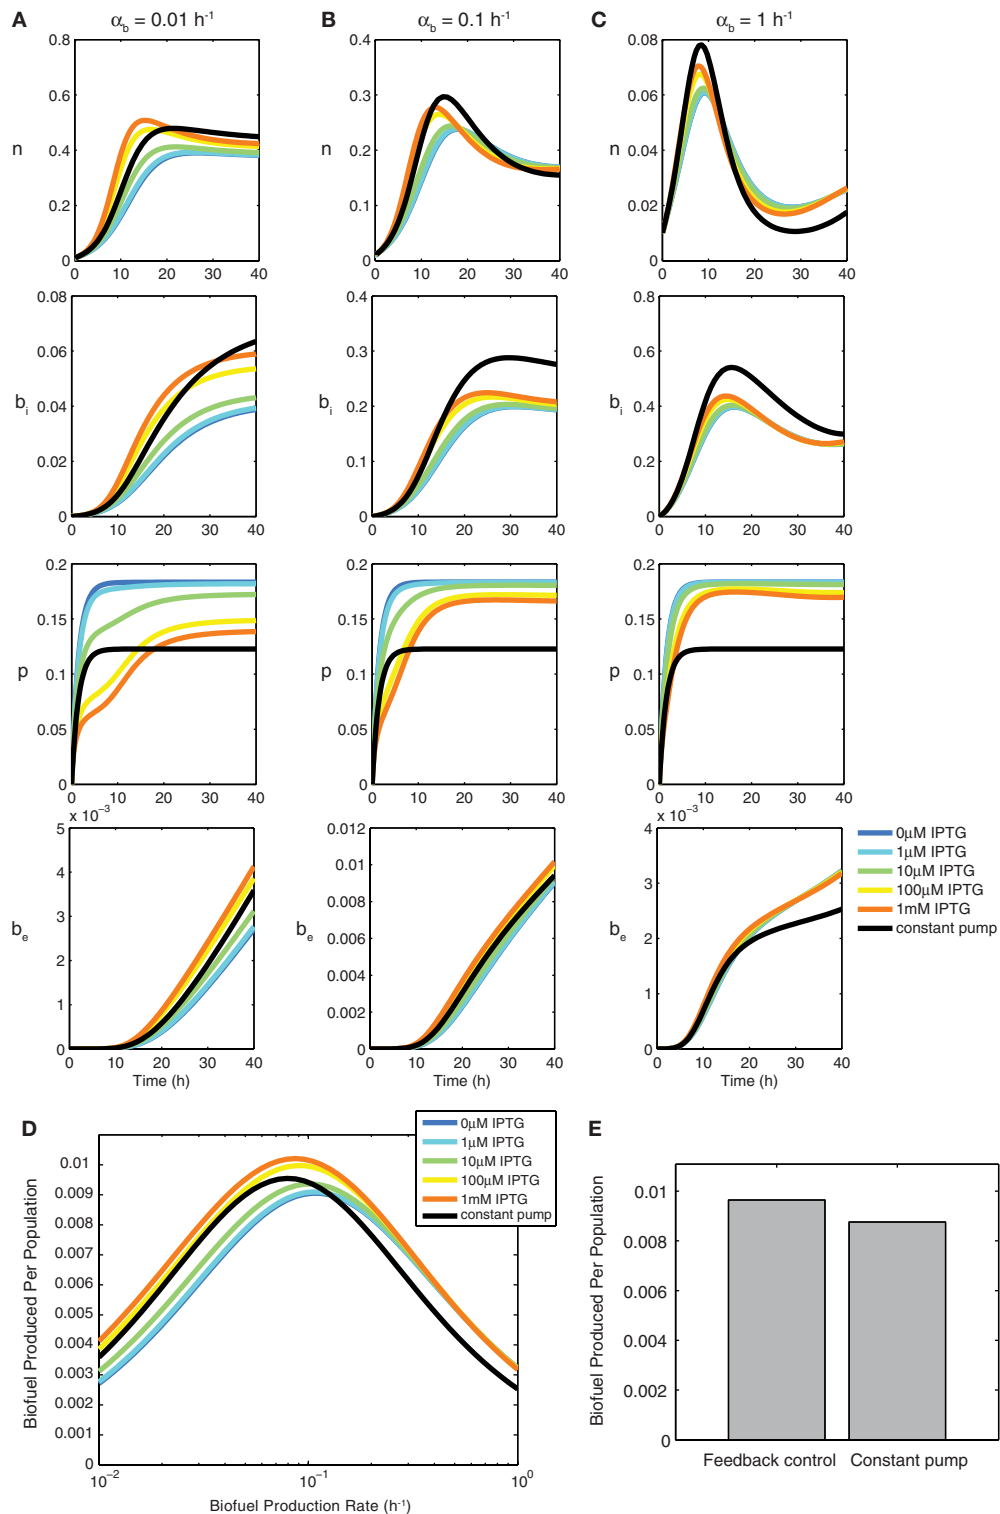 A α_b = 0.01 h⁻¹ B α_b = 0.1 h⁻¹ C α_b = 1 h⁻¹
0.8 0.4 0.08
0.6 0.3 0.06
n 0.4 n 0.2 n 0.04
0.2 0.1 0.02
0 0 0
0 10 20 30 40 0 10 20 30 40 0 10 20 30 40
0.08 0.4 0.8
0.06 0.3 0.6
b_i 0.04 b_i 0.2 b_i 0.4
0.02 0.1 0.2
0 0 0
0 10 20 30 40 0 10 20 30 40 0 10 20 30 40
0.2 0.2 0.2
0.15 0.15 0.15
p 0.1 p 0.1 p 0.1
0.05 0.05 0.05
0 0 0
0 10 20 30 40 0 10 20 30 40 0 10 20 30 40
x 10⁻³ x 10⁻³
5 0.012 4
4 0.01
3 0.008 3
b_e 2 b_e 0.006 b_e 2
0.004
1 0.002 1
0 0.000 0
0 10 20 30 40 0 10 20 30 40 0 10 20 30 40
Time (h) Time (h) Time (h)
0μM IPTG
1μM IPTG
10μM IPTG
100μM IPTG
1mM IPTG
constant pump
D
Biofuel Produced Per Population
0.01
0.009
0.008
0.007
0.006
0.005
0.004
0.003
0.002
0.001
0
10⁻² 10⁻¹ 10⁰
Biofuel Production Rate (h⁻¹)
0μM IPTG
1μM IPTG
10μM IPTG
100μM IPTG
1mM IPTG
constant pump
E
Biofuel Produced Per Population
0.01
0.008
0.006
0.004
0.002
0
Feedback control Constant pump